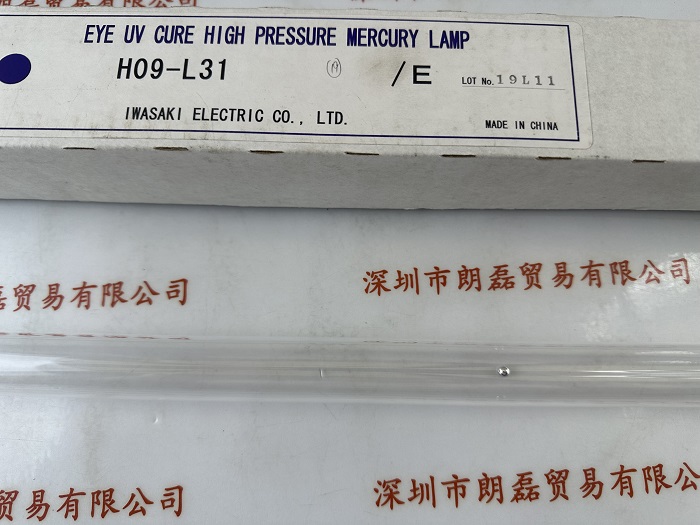 EYE UV CURE HIGH PRESSURE MERCURY LAMP
H09-L31 /E LOT No. 19L11
IWASAKI ELECTRIC CO., LTD.
MADE IN CHINA
磊贸易有限公司
深圳市朗磊贸易有限公司
贸易有限公司
深圳市朗磊贸易有限公